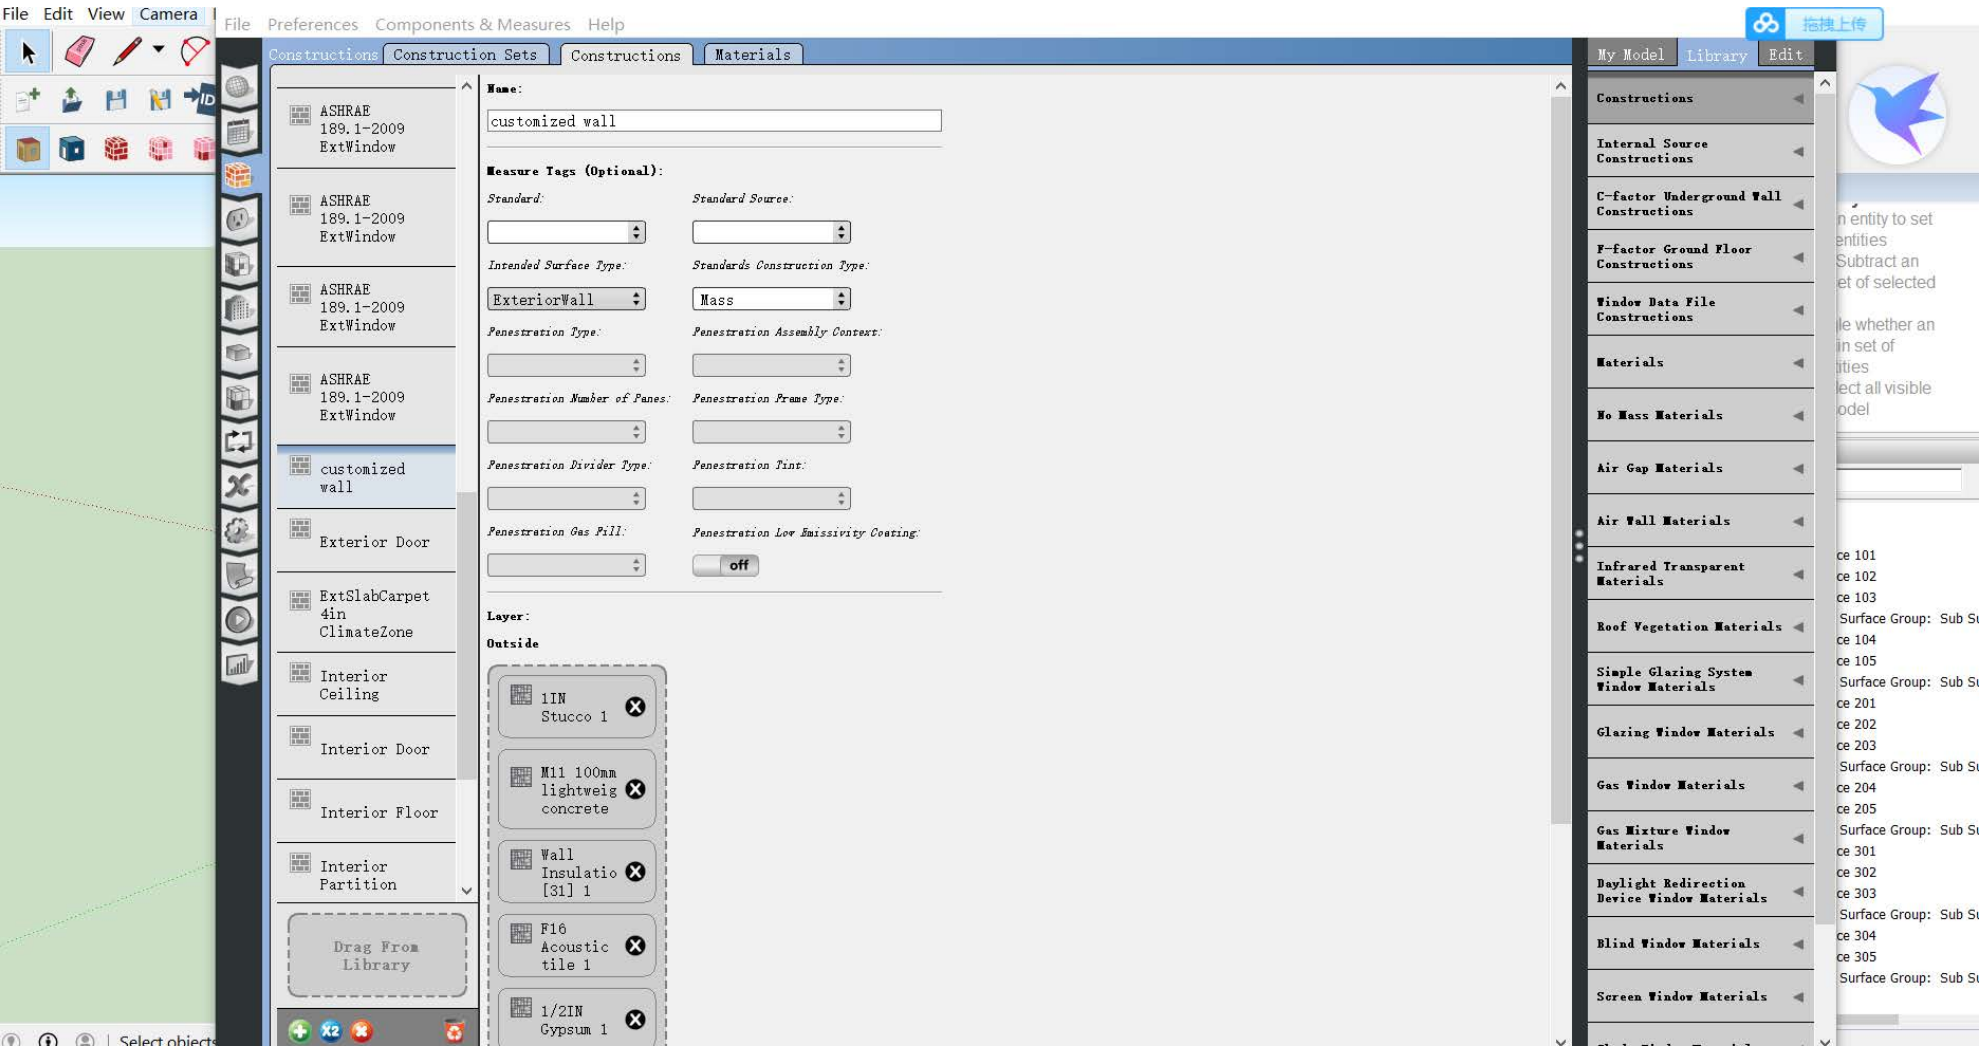 File Edit View Camera
File Preferences Components & Measures Help
拖拽上传
Constructions Construction Sets Constructions Materials
My Model Library Edit
ID
ASHRAE
189.1-2009
ExtWindow
ASHRAE
189.1-2009
ExtWindow
ASHRAE
189.1-2009
ExtWindow
ASHRAE
189.1-2009
ExtWindow
customized
wall
Exterior Door
ExtSlabCarpet
4in
ClimateZone
Interior
Ceiling
Interior Door
Interior Floor
Interior
Partition
Drag From
Library
X2
Name:
customized wall
Measure Tags (Optional):
Standard: Standard Source:
Intended Surface Type: Standards Construction Type:
ExteriorWall Mass
Fenestration Type: Fenestration Assembly Context:
Fenestration Number of Panes: Fenestration Frame Type:
Fenestration Divider Type: Fenestration Tint:
Fenestration Gas Fill: Fenestration Low Emissivity Coating:
off
Layer:
Outside
1IN
Stucco 1
M11 100mm
lightweig
concrete
Wall
Insulatio
[31] 1
F16
Acoustic
tile 1
1/2IN
Gypsum 1
Constructions
Internal Source
Constructions
C-factor Underground Wall
Constructions
F-factor Ground Floor
Constructions
Window Data File
Constructions
Materials
No Mass Materials
Air Gap Materials
Air Wall Materials
Infrared Transparent
Materials
Roof Vegetation Materials
Simple Glazing System
Window Materials
Glazing Window Materials
Gas Window Materials
Gas Mixture Window
Materials
Daylight Redirection
Device Window Materials
Blind Window Materials
Screen Window Materials
n entity to set
entities
Subtract an
et of selected
le whether an
in set of
tities
lect all visible
odel
ce 101
ce 102
ce 103
Surface Group: Sub Su
ce 104
ce 105
Surface Group: Sub Su
ce 201
ce 202
ce 203
Surface Group: Sub Su
ce 204
ce 205
Surface Group: Sub Su
ce 301
ce 302
ce 303
Surface Group: Sub Su
ce 304
ce 305
Surface Group: Sub Su
Select objects